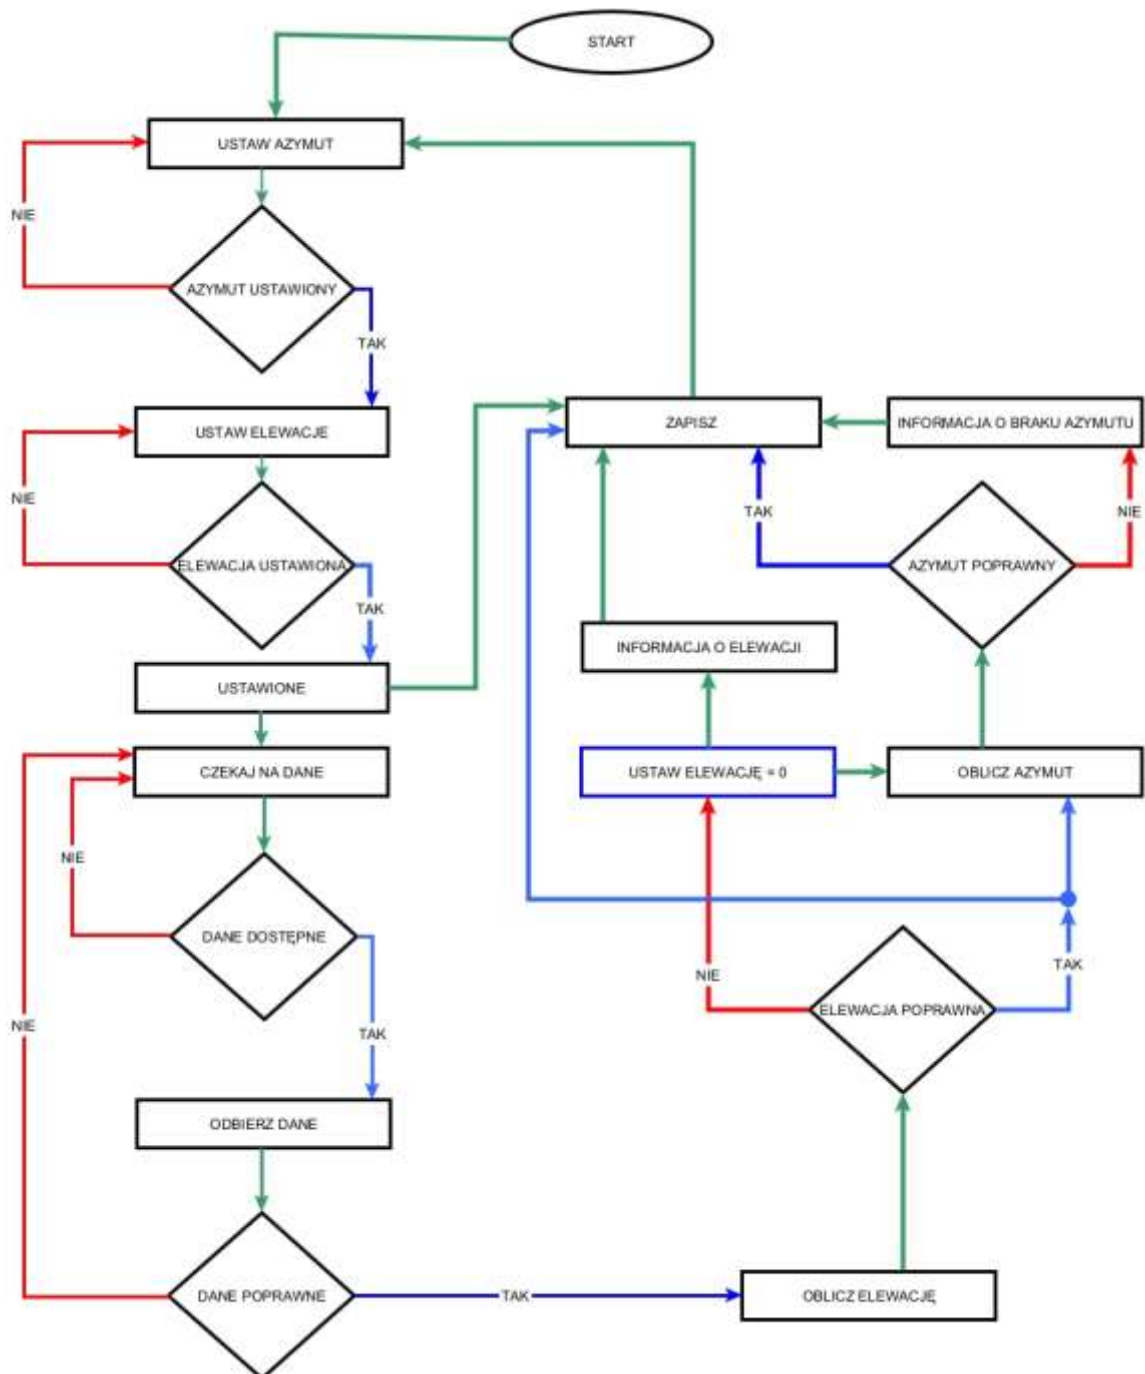 START
USTAW AZYMUT
NIE
AZYMUT USTAWIONY
TAK
USTAW ELEWACJE
ZAPISZ
INFORMACJA O BRAKU AZYMUTU
NIE
TAK
NIE
ELEWACJA USTAWIONA
AZYMUT POPRAWNY
TAK
INFORMACJA O ELEWACJI
USTAWIONE
CZEKAJ NA DANE
USTAW ELEWACJĘ = 0
OBLICZ AZYMUT
NIE
DANE DOSTĘPNE
NIE
TAK
ELEWACJA POPRAWNA
NIE
TAK
ODBIERZ DANE
DANE POPRAWNE
TAK
OBLICZ ELEWACJĘ